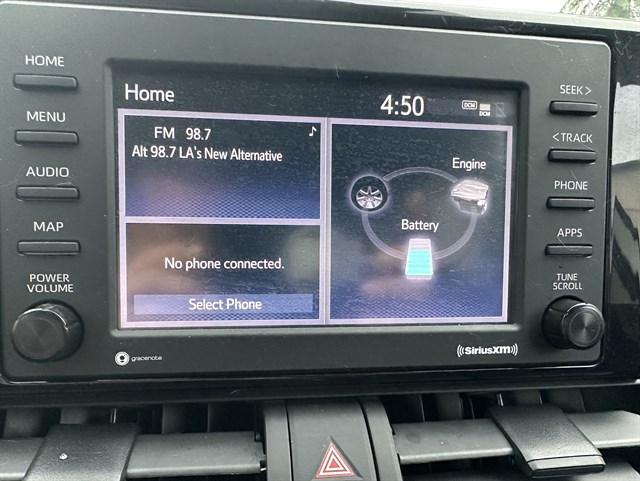 HOME
MENU
AUDIO
MAP
POWER
VOLUME
Home
4:50
DCM
DCM
FM 98.7
Alt 98.7 LA's New Alternative
No phone connected.
Select Phone
Engine
Battery
SEEK >
< TRACK
PHONE
APPS
TUNE
SCROLL
gracenote
((SiriusXM))